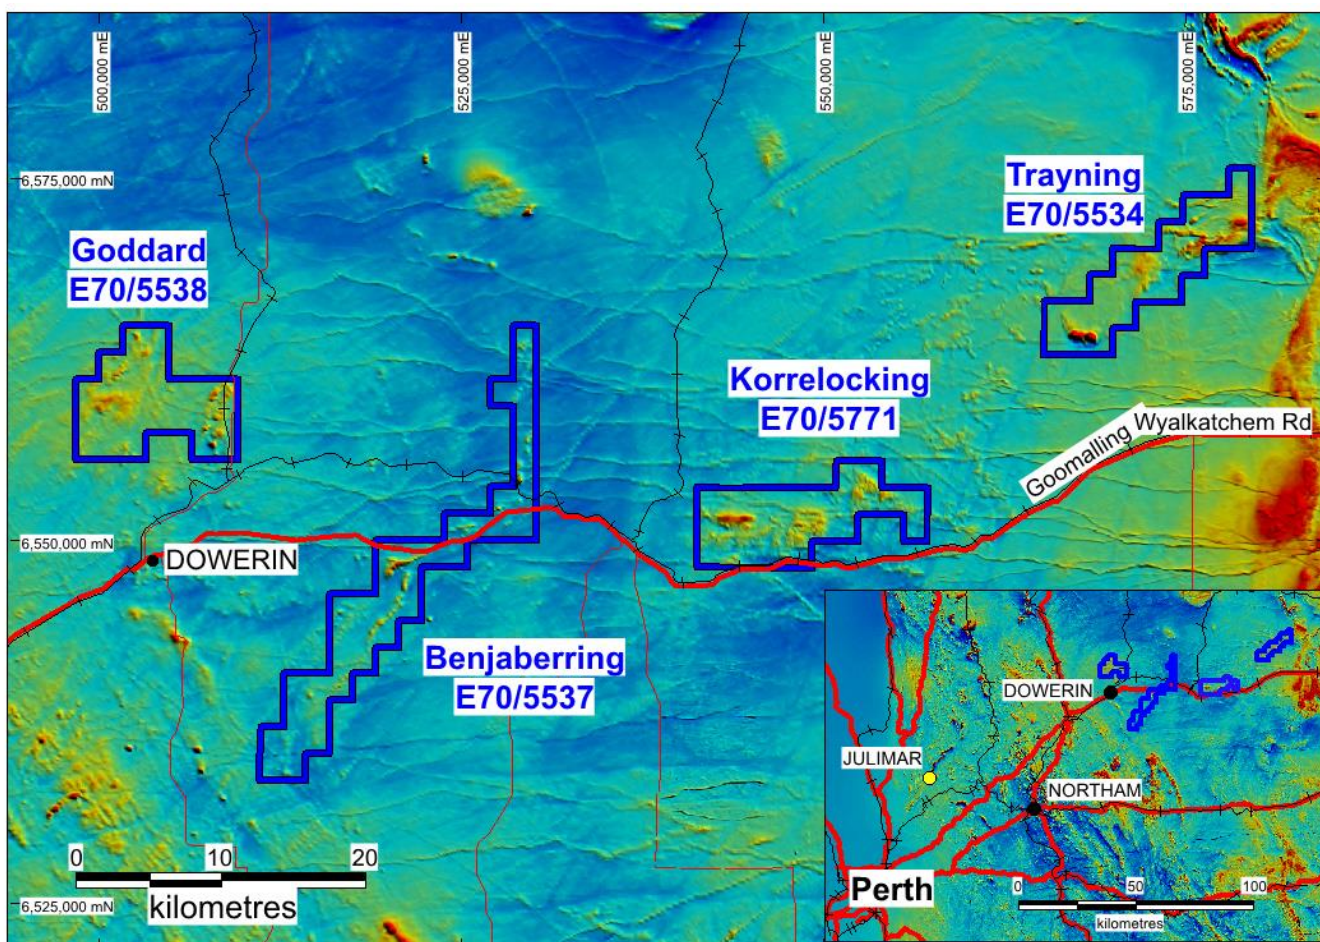 500,000 mE
525,000 mE
550,000 mE
575,000 mE
6,575,000 mN
Trayning
E70/5534
Goddard
E70/5538
Korrelocking
E70/5771
Goomalling Wyalkatchem Rd
6,550,000 mN
DOWERIN
Benjaberring
E70/5537
0 10 20
kilometres
6,525,000 mN
DOWERIN
JULIMAR
NORTHAM
Perth
0 50 100
kilometres